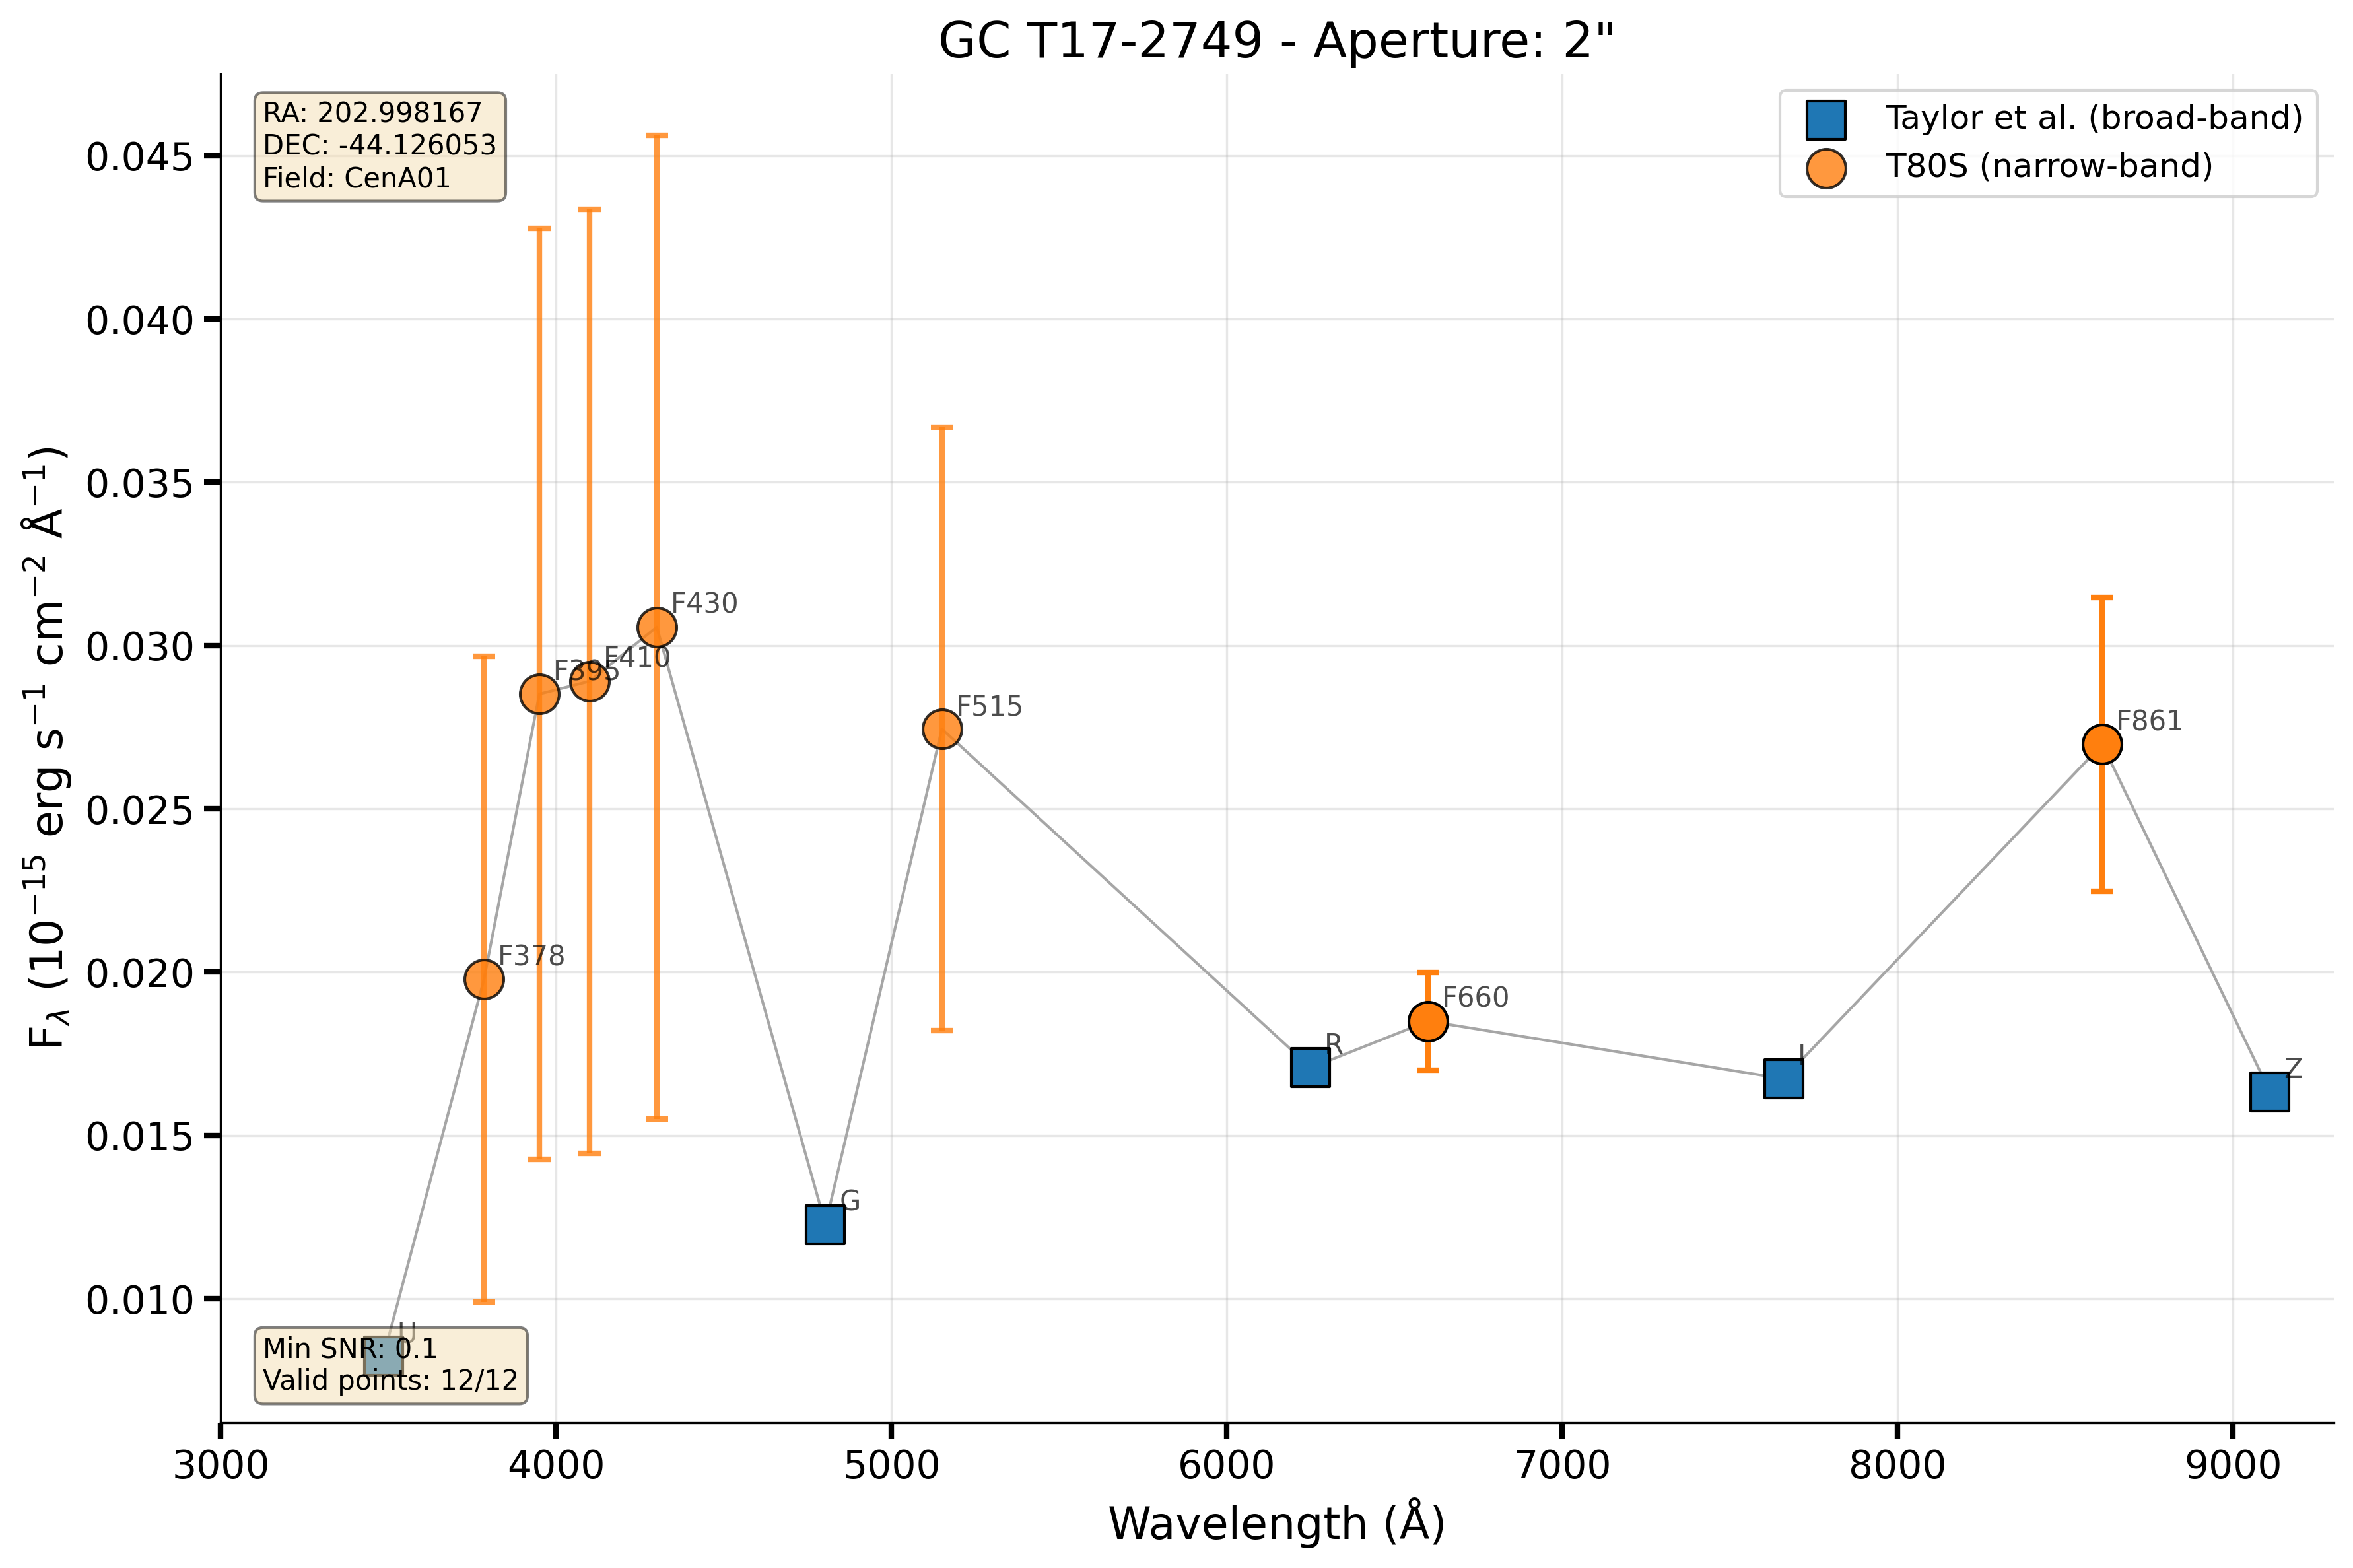 GC T17-2749 - Aperture: 2"
RA: 202.998167
DEC: -44.126053
Field: CenA01
Taylor et al. (broad-band)
T80S (narrow-band)
0.045
0.040
0.035
0.030
0.025
0.020
0.015
0.010
F_λ (10⁻¹⁵ erg s⁻¹ cm⁻² Å⁻¹)
F430
F410
F395
F515
F861
F378
F660
R
I
Z
G
U
Min SNR: 0.1
Valid points: 12/12
3000 4000 5000 6000 7000 8000 9000
Wavelength (Å)